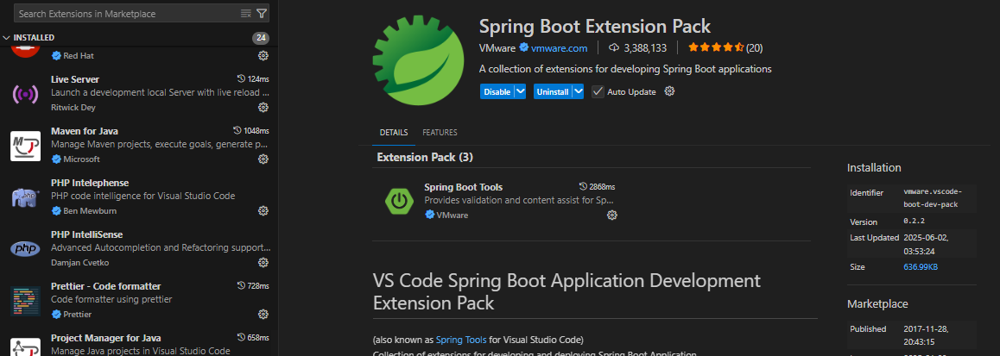 Search Extensions in Marketplace
INSTALLED
24
Red Hat
Live Server
124ms
Launch a development local Server with live reload ...
Ritwick Dey
Maven for Java
1048ms
Manage Maven projects, execute goals, generate p...
Microsoft
PHP Intelephense
PHP code intelligence for Visual Studio Code
Ben Mewburn
php
PHP IntelliSense
Advanced Autocompletion and Refactoring support...
Damjan Cvetko
Prettier - Code formatter
728ms
Code formatter using prettier
Prettier
Project Manager for Java
658ms
Manage Java projects in Visual Studio Code
Spring Boot Extension Pack
VMware vmware.com 3,388,133 (20)
A collection of extensions for developing Spring Boot applications
Disable Uninstall Auto Update
DETAILS FEATURES
Extension Pack (3)
Spring Boot Tools
2868ms
Provides validation and content assist for Sp...
VMware
VS Code Spring Boot Application Development
Extension Pack
(also known as Spring Tools for Visual Studio Code)
Collection of extensions for developing and deploying Spring Boot Application
Installation
Identifier vmware.vscode-
boot-dev-pack
Version 0.2.2
Last Updated 2025-06-02,
03:53:24
Size 636.99KB
Marketplace
Published 2017-11-28,
20:43:15